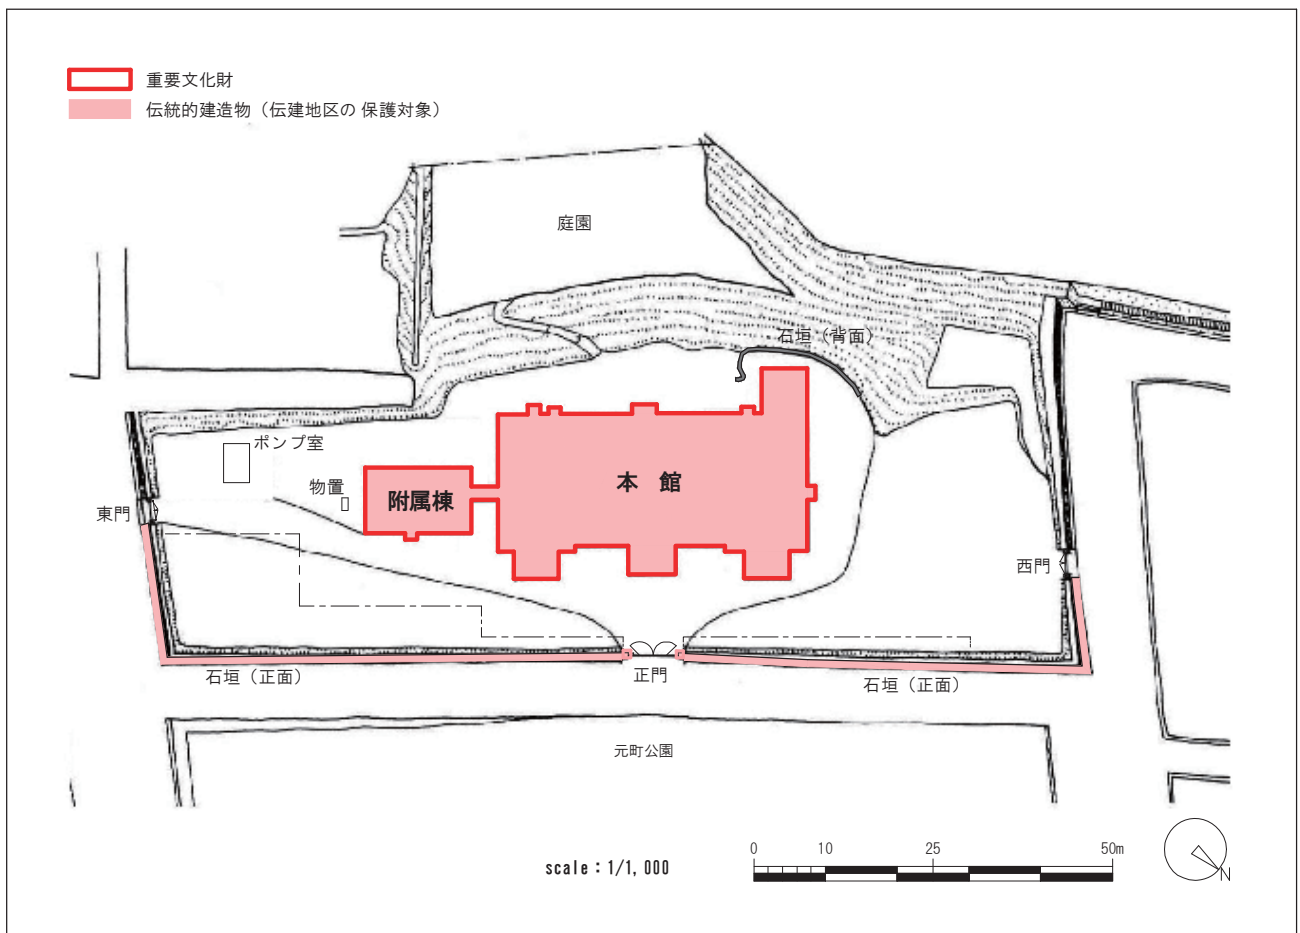 重要文化財
伝統的建造物（伝建地区の 保護対象）
庭園
石垣（背面）
ポンプ室
物置
附属棟
本 館
東門
西門
石垣（正面）
正門
石垣（正面）
元町公園
scale：1/1,000
0 10 25 50m
N